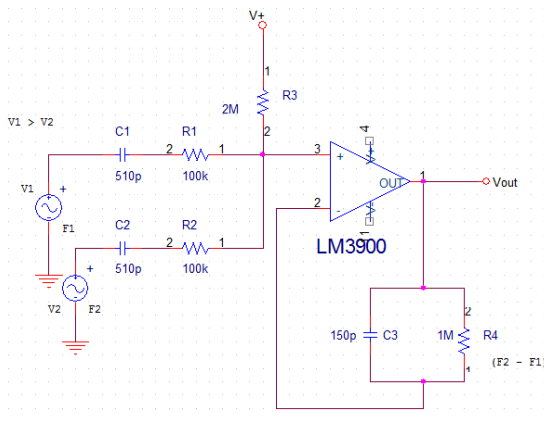 V+
1
R3
2M
2
V1 > V2
C1
R1
2
1
510p
100k
3
+
4
V+
OUT
1
Vout
2
-
V-
11
LM3900
V1
+
F1
C2
R2
2
1
510p
100k
+
V2
F2
150p
C3
2
1M
R4
1
(F2 - F1)